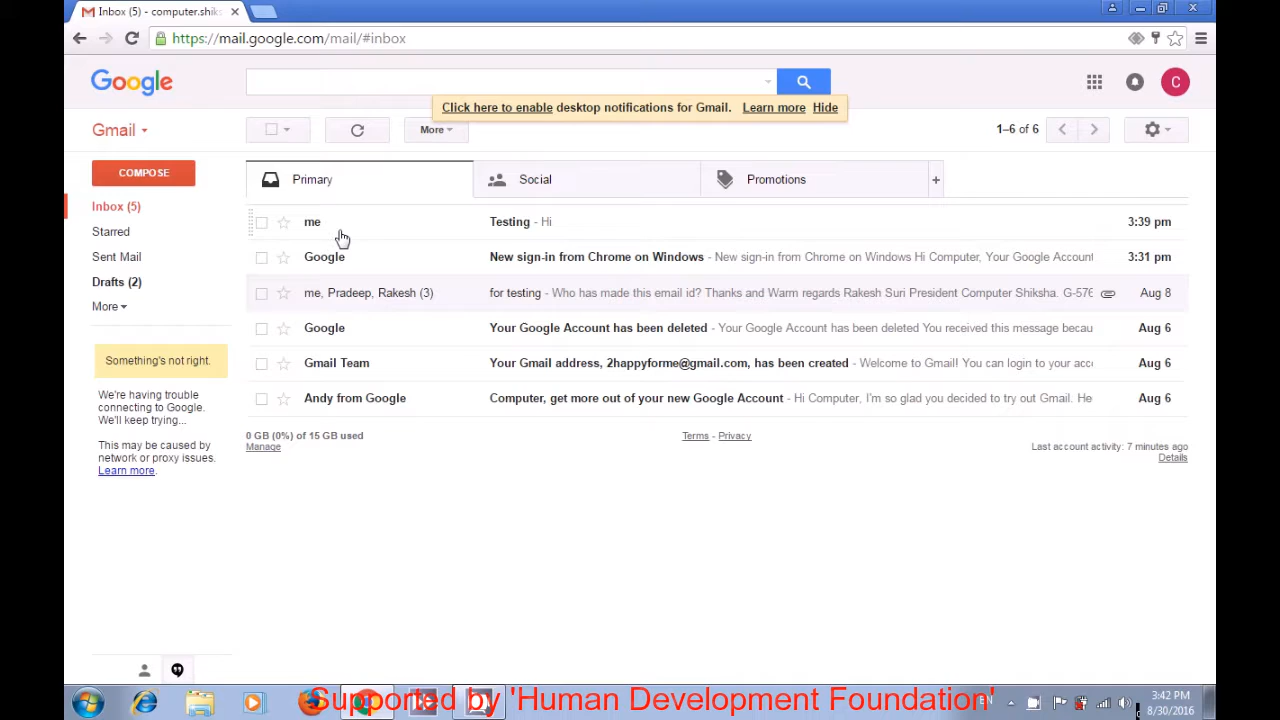 Inbox (5) - computer.shiks
https://mail.google.com/mail/#inbox
Google
C
Click here to enable desktop notifications for Gmail. Learn more Hide
Gmail
More
1–6 of 6
COMPOSE
Primary
Social
Promotions
+
Inbox (5)
Starred
Sent Mail
Drafts (2)
More
me Testing - Hi 3:39 pm
Google New sign-in from Chrome on Windows - New sign-in from Chrome on Windows Hi Computer, Your Google Account 3:31 pm
me, Pradeep, Rakesh (3) for testing - Who has made this email id? Thanks and Warm regards Rakesh Suri President Computer Shiksha. G-576 Aug 8
Google Your Google Account has been deleted - Your Google Account has been deleted You received this message becau Aug 6
Gmail Team Your Gmail address, 2happyforme@gmail.com, has been created - Welcome to Gmail! You can login to your acc Aug 6
Andy from Google Computer, get more out of your new Google Account - Hi Computer, I'm so glad you decided to try out Gmail. He Aug 6
Something's not right.
We're having trouble
connecting to Google.
We'll keep trying...
This may be caused by
network or proxy issues.
Learn more.
0 GB (0%) of 15 GB used
Manage
Terms - Privacy
Last account activity: 7 minutes ago
Details
Supported by 'Human Development Foundation'
EN
3:42 PM
8/30/2016